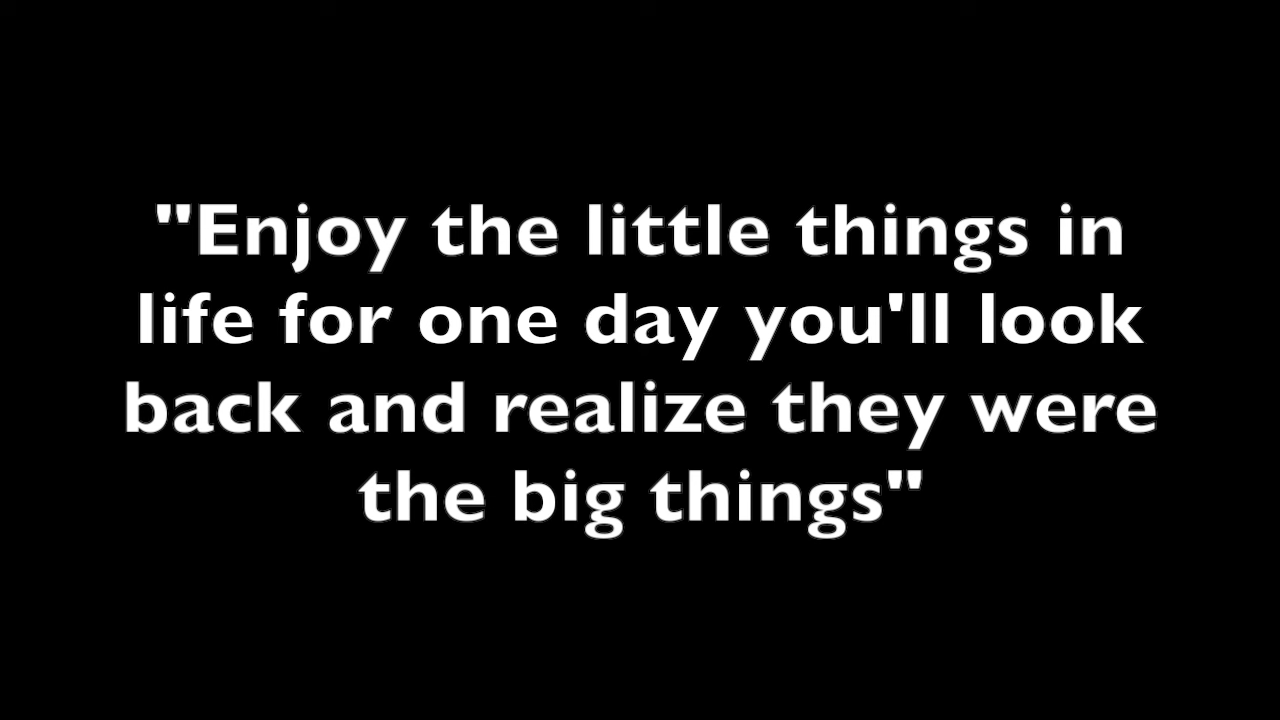 "Enjoy the little things in
life for one day you'll look
back and realize they were
the big things"